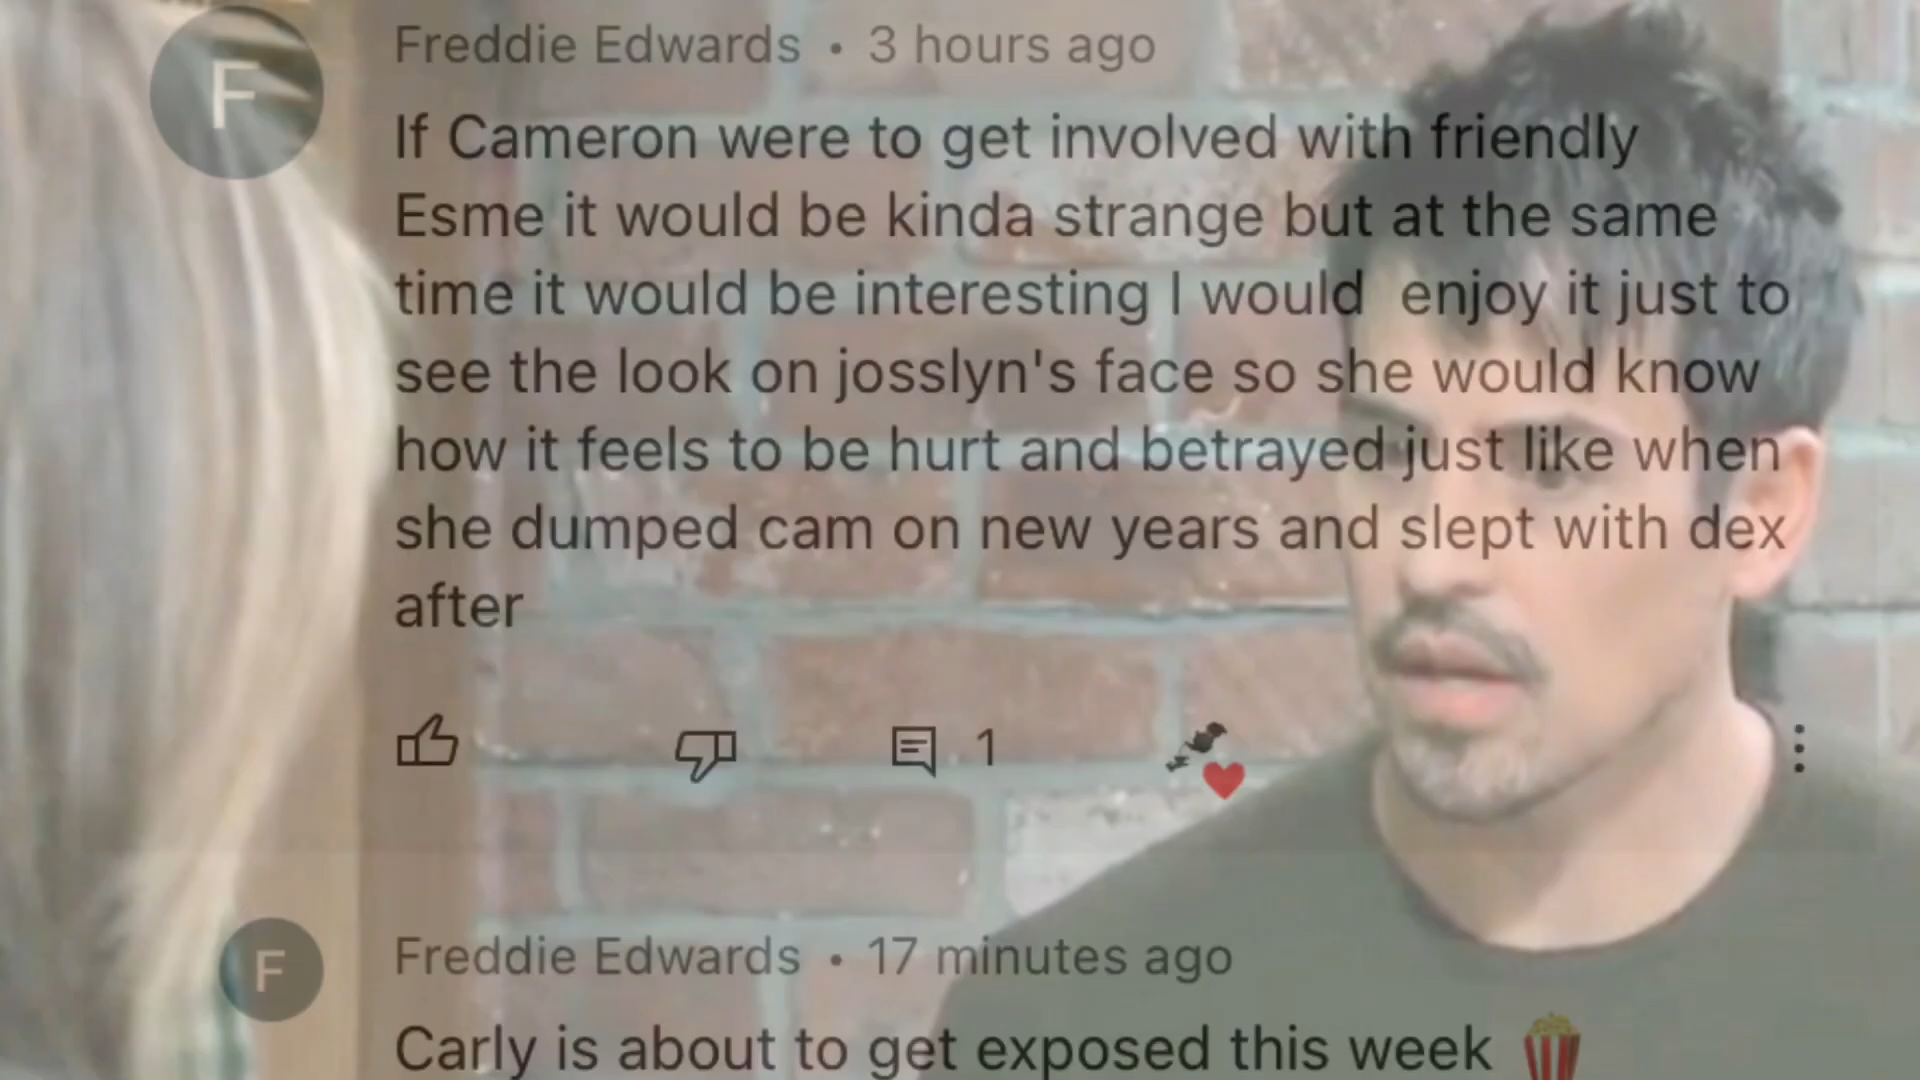 F
Freddie Edwards • 3 hours ago
If Cameron were to get involved with friendly
Esme it would be kinda strange but at the same
time it would be interesting I would  enjoy it just to
see the look on josslyn's face so she would know
how it feels to be hurt and betrayed just like when
she dumped cam on new years and slept with dex
after
1
F
Freddie Edwards • 17 minutes ago
Carly is about to get exposed this week 🍿